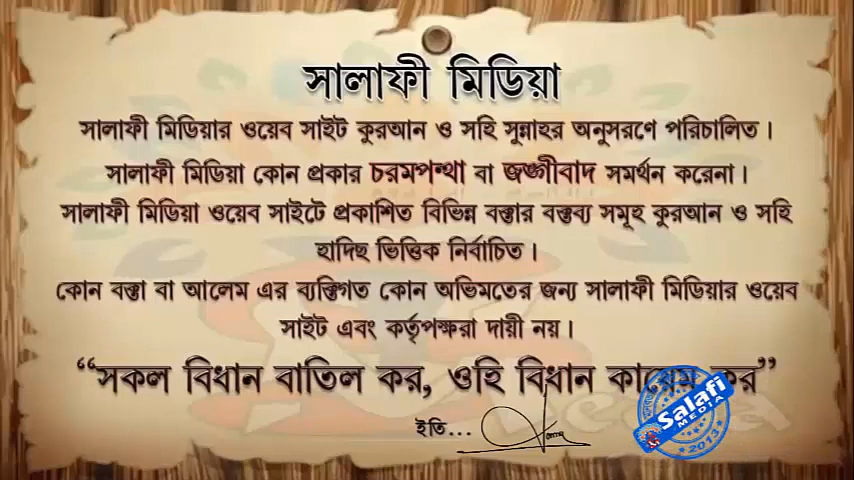 সালাফী মিডিয়া
সালাফী মিডিয়ার ওয়েব সাইট কুরআন ও সহি সুন্নাহর অনুসরণে পরিচালিত।
সালাফী মিডিয়া কোন প্রকার চরমপন্থা বা জঙ্গীবাদ সমর্থন করেনা।
সালাফী মিডিয়া ওয়েব সাইটে প্রকাশিত বিভিন্ন বক্তার বক্তব্য সমূহ কুরআন ও সহি
হাদিছ ভিত্তিক নির্বাচিত।
কোন বক্তা বা আলেম এর ব্যক্তিগত কোন অভিমতের জন্য সালাফী মিডিয়ার ওয়েব
সাইট এবং কর্তৃপক্ষরা দায়ী নয়।
“সকল বিধান বাতিল কর, ওহি বিধান কায়েম কর”
ইতি...
Salafi
MEDIA
2013